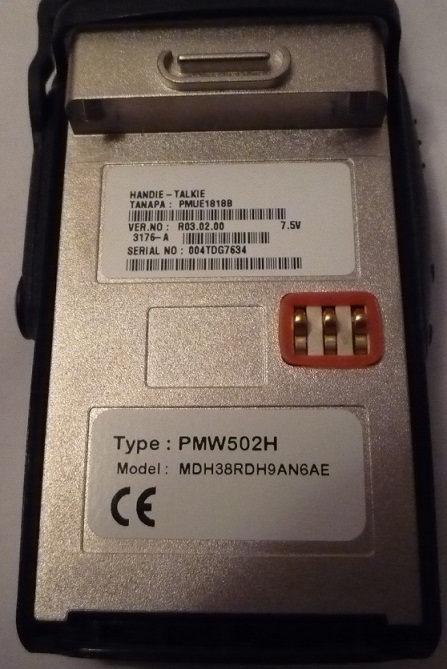 HANDIE-TALKIE
TANAPA : PMUE1818B
VER.NO : R03.02.00 7.5V
3176-A
SERIAL NO : 004TDG7634
Type : PMW502H
Model : MDH38RDH9AN6AE
CE